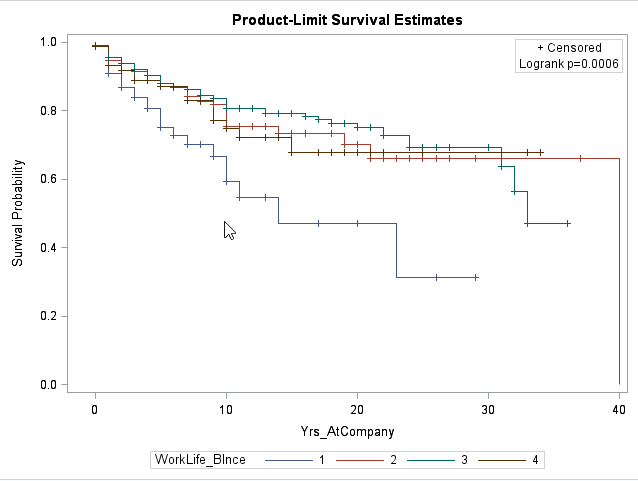 Product-Limit Survival Estimates
+ Censored
Logrank p=0.0006
1.0
0.8
0.6
0.4
0.2
0.0
Survival Probability
0 10 20 30 40
Yrs_AtCompany
WorkLife_Blnce 1 2 3 4